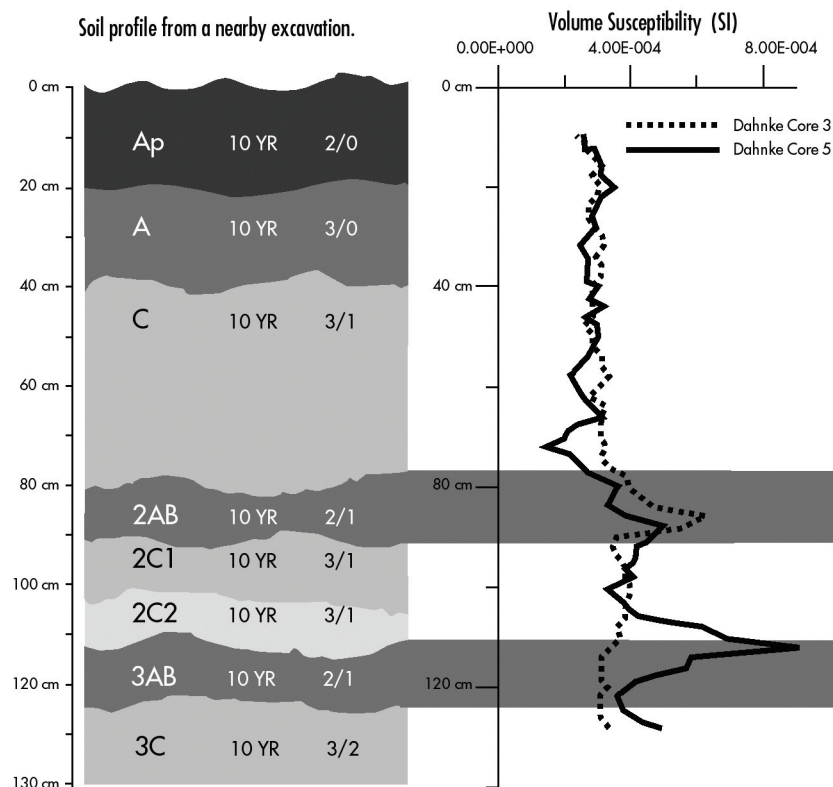 Soil profile from a nearby excavation.
Volume Susceptibility (SI)
0.00E+000 4.00E-004 8.00E-004
0 cm
20 cm
40 cm
60 cm
80 cm
100 cm
120 cm
130 cm
Ap 10 YR 2/0
A 10 YR 3/0
C 10 YR 3/1
2AB 10 YR 2/1
2C1 10 YR 3/1
2C2 10 YR 3/1
3AB 10 YR 2/1
3C 10 YR 3/2
0 cm
40 cm
80 cm
120 cm
Dahnke Core 3
Dahnke Core 5